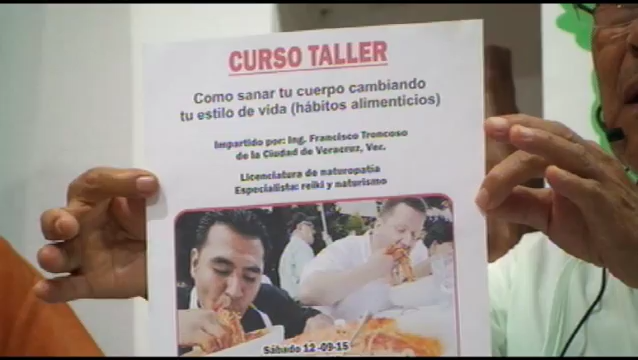 CURSO TALLER
Como sanar tu cuerpo cambiando
tu estilo de vida (hábitos alimenticios)
Impartido por: Ing. Francisco Troncoso
de la Ciudad de Veracruz, Ver.
Licenciatura de naturopatía
Especialista: reiki y naturismo
Sábado 12-09-15